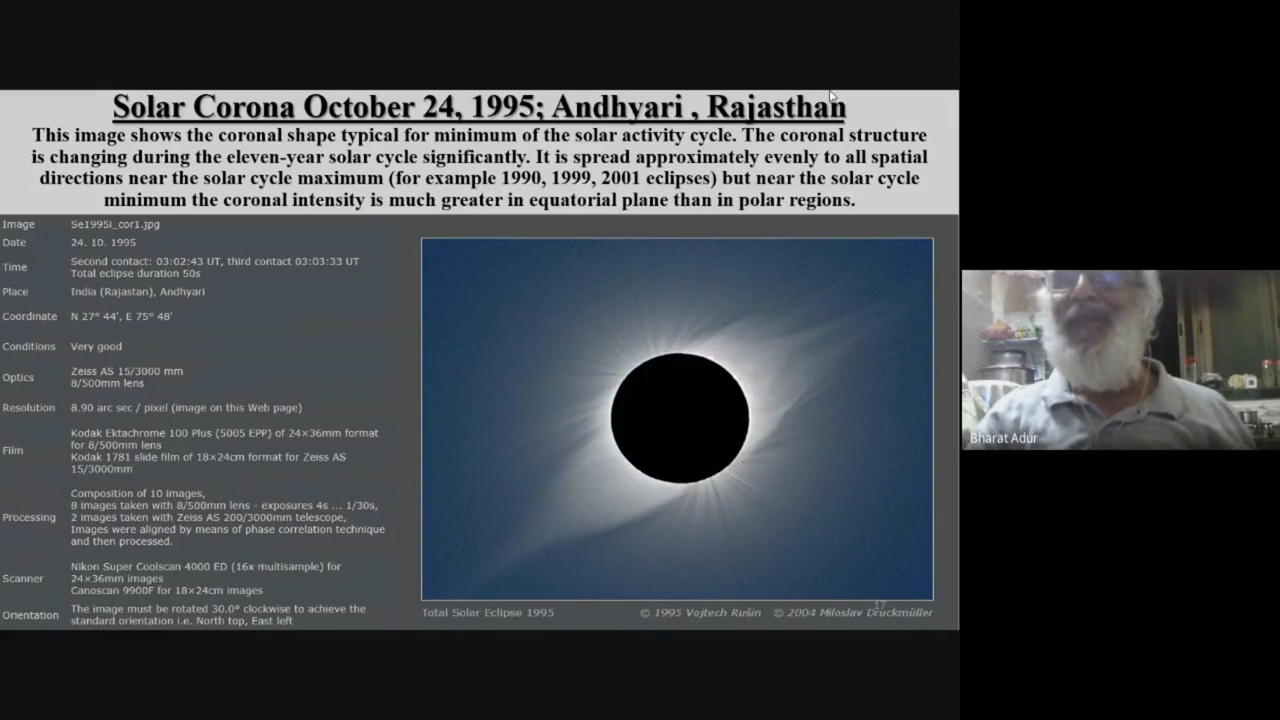 Solar Corona October 24, 1995; Andhyari , Rajasthan
This image shows the coronal shape typical for minimum of the solar activity cycle. The coronal structure
is changing during the eleven-year solar cycle significantly. It is spread approximately evenly to all spatial
directions near the solar cycle maximum (for example 1990, 1999, 2001 eclipses) but near the solar cycle
minimum the coronal intensity is much greater in equatorial plane than in polar regions.
Image Se1995i_cor1.jpg
Date 24. 10. 1995
Time Second contact: 03:02:43 UT, third contact 03:03:33 UT
Total eclipse duration 50s
Place India (Rajastan), Andhyari
Coordinate N 27° 44', E 75° 48'
Conditions Very good
Optics Zeiss AS 15/3000 mm
8/500mm lens
Resolution 8.90 arc sec / pixel (image on this Web page)
Film Kodak Ektachrome 100 Plus (5005 EPP) of 24×36mm format
for 8/500mm lens
Kodak 1781 slide film of 18×24cm format for Zeiss AS
15/3000mm
Processing Composition of 10 images,
8 images taken with 8/500mm lens - exposures 4s ... 1/30s,
2 images taken with Zeiss AS 200/3000mm telescope,
Images were aligned by means of phase correlation technique
and then processed.
Scanner Nikon Super Coolscan 4000 ED (16x multisample) for
24×36mm images
Canoscan 9900F for 18×24cm images
Orientation The image must be rotated 30.0° clockwise to achieve the
standard orientation i.e. North top, East left
Total Solar Eclipse 1995 © 1995 Vojtech Rušin © 2004 Miloslav Druckmüller
17
Bharat Adur